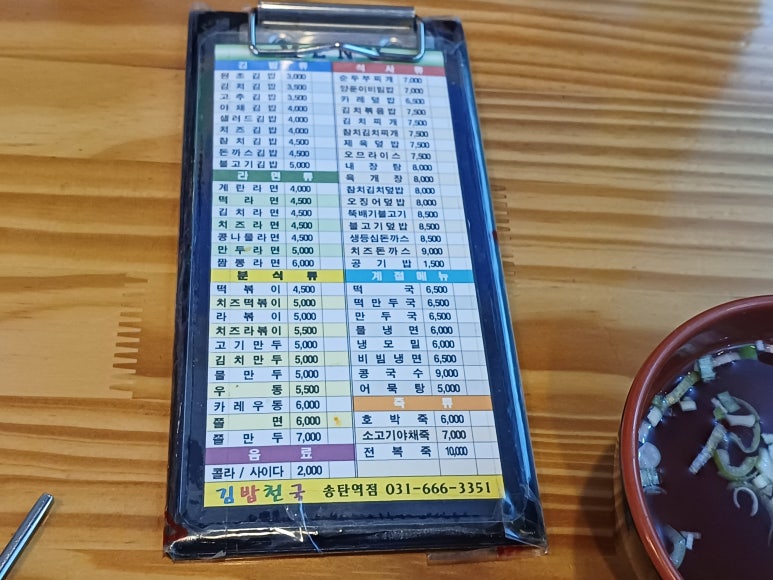 김 밥 류
원조김밥 3,000
김치김밥 3,500
고추김밥 3,500
야채김밥 4,000
샐러드김밥 4,000
치즈김밥 4,000
참치김밥 4,500
돈까스김밥 4,500
불고기김밥 5,000
라 면 류
계란라면 4,000
떡라면 4,500
김치라면 4,500
치즈라면 4,500
콩나물라면 4,500
만두라면 5,000
짬뽕라면 6,000
분 식 류
떡볶이 4,500
치즈떡볶이 5,000
라볶이 5,000
치즈라볶이 5,500
고기만두 5,000
김치만두 5,000
물만두 5,000
우동 5,500
카레우동 6,000
쫄면 6,000
쫄만두 7,000
음 료
콜라 / 사이다 2,000
식 사 류
순두부찌개 7,000
양푼이비빔밥 7,000
카레덮밥 6,500
김치볶음밥 7,500
김치찌개 7,500
참치김치찌개 7,500
제육덮밥 7,500
오므라이스 7,500
내장탕 8,000
육개장 8,000
참치김치덮밥 8,000
오징어덮밥 8,000
뚝배기불고기 8,500
불고기덮밥 8,500
생등심돈까스 8,500
치즈돈까스 9,000
공기밥 1,500
계절메뉴
떡국 6,500
떡만두국 6,500
만두국 6,500
물냉면 6,000
냉모밀 6,000
비빔냉면 6,500
콩국수 9,000
어묵탕 5,000
죽 류
호박죽 6,000
소고기야채죽 7,000
전복죽 10,000
김밥천국 송탄역점 031-666-3351